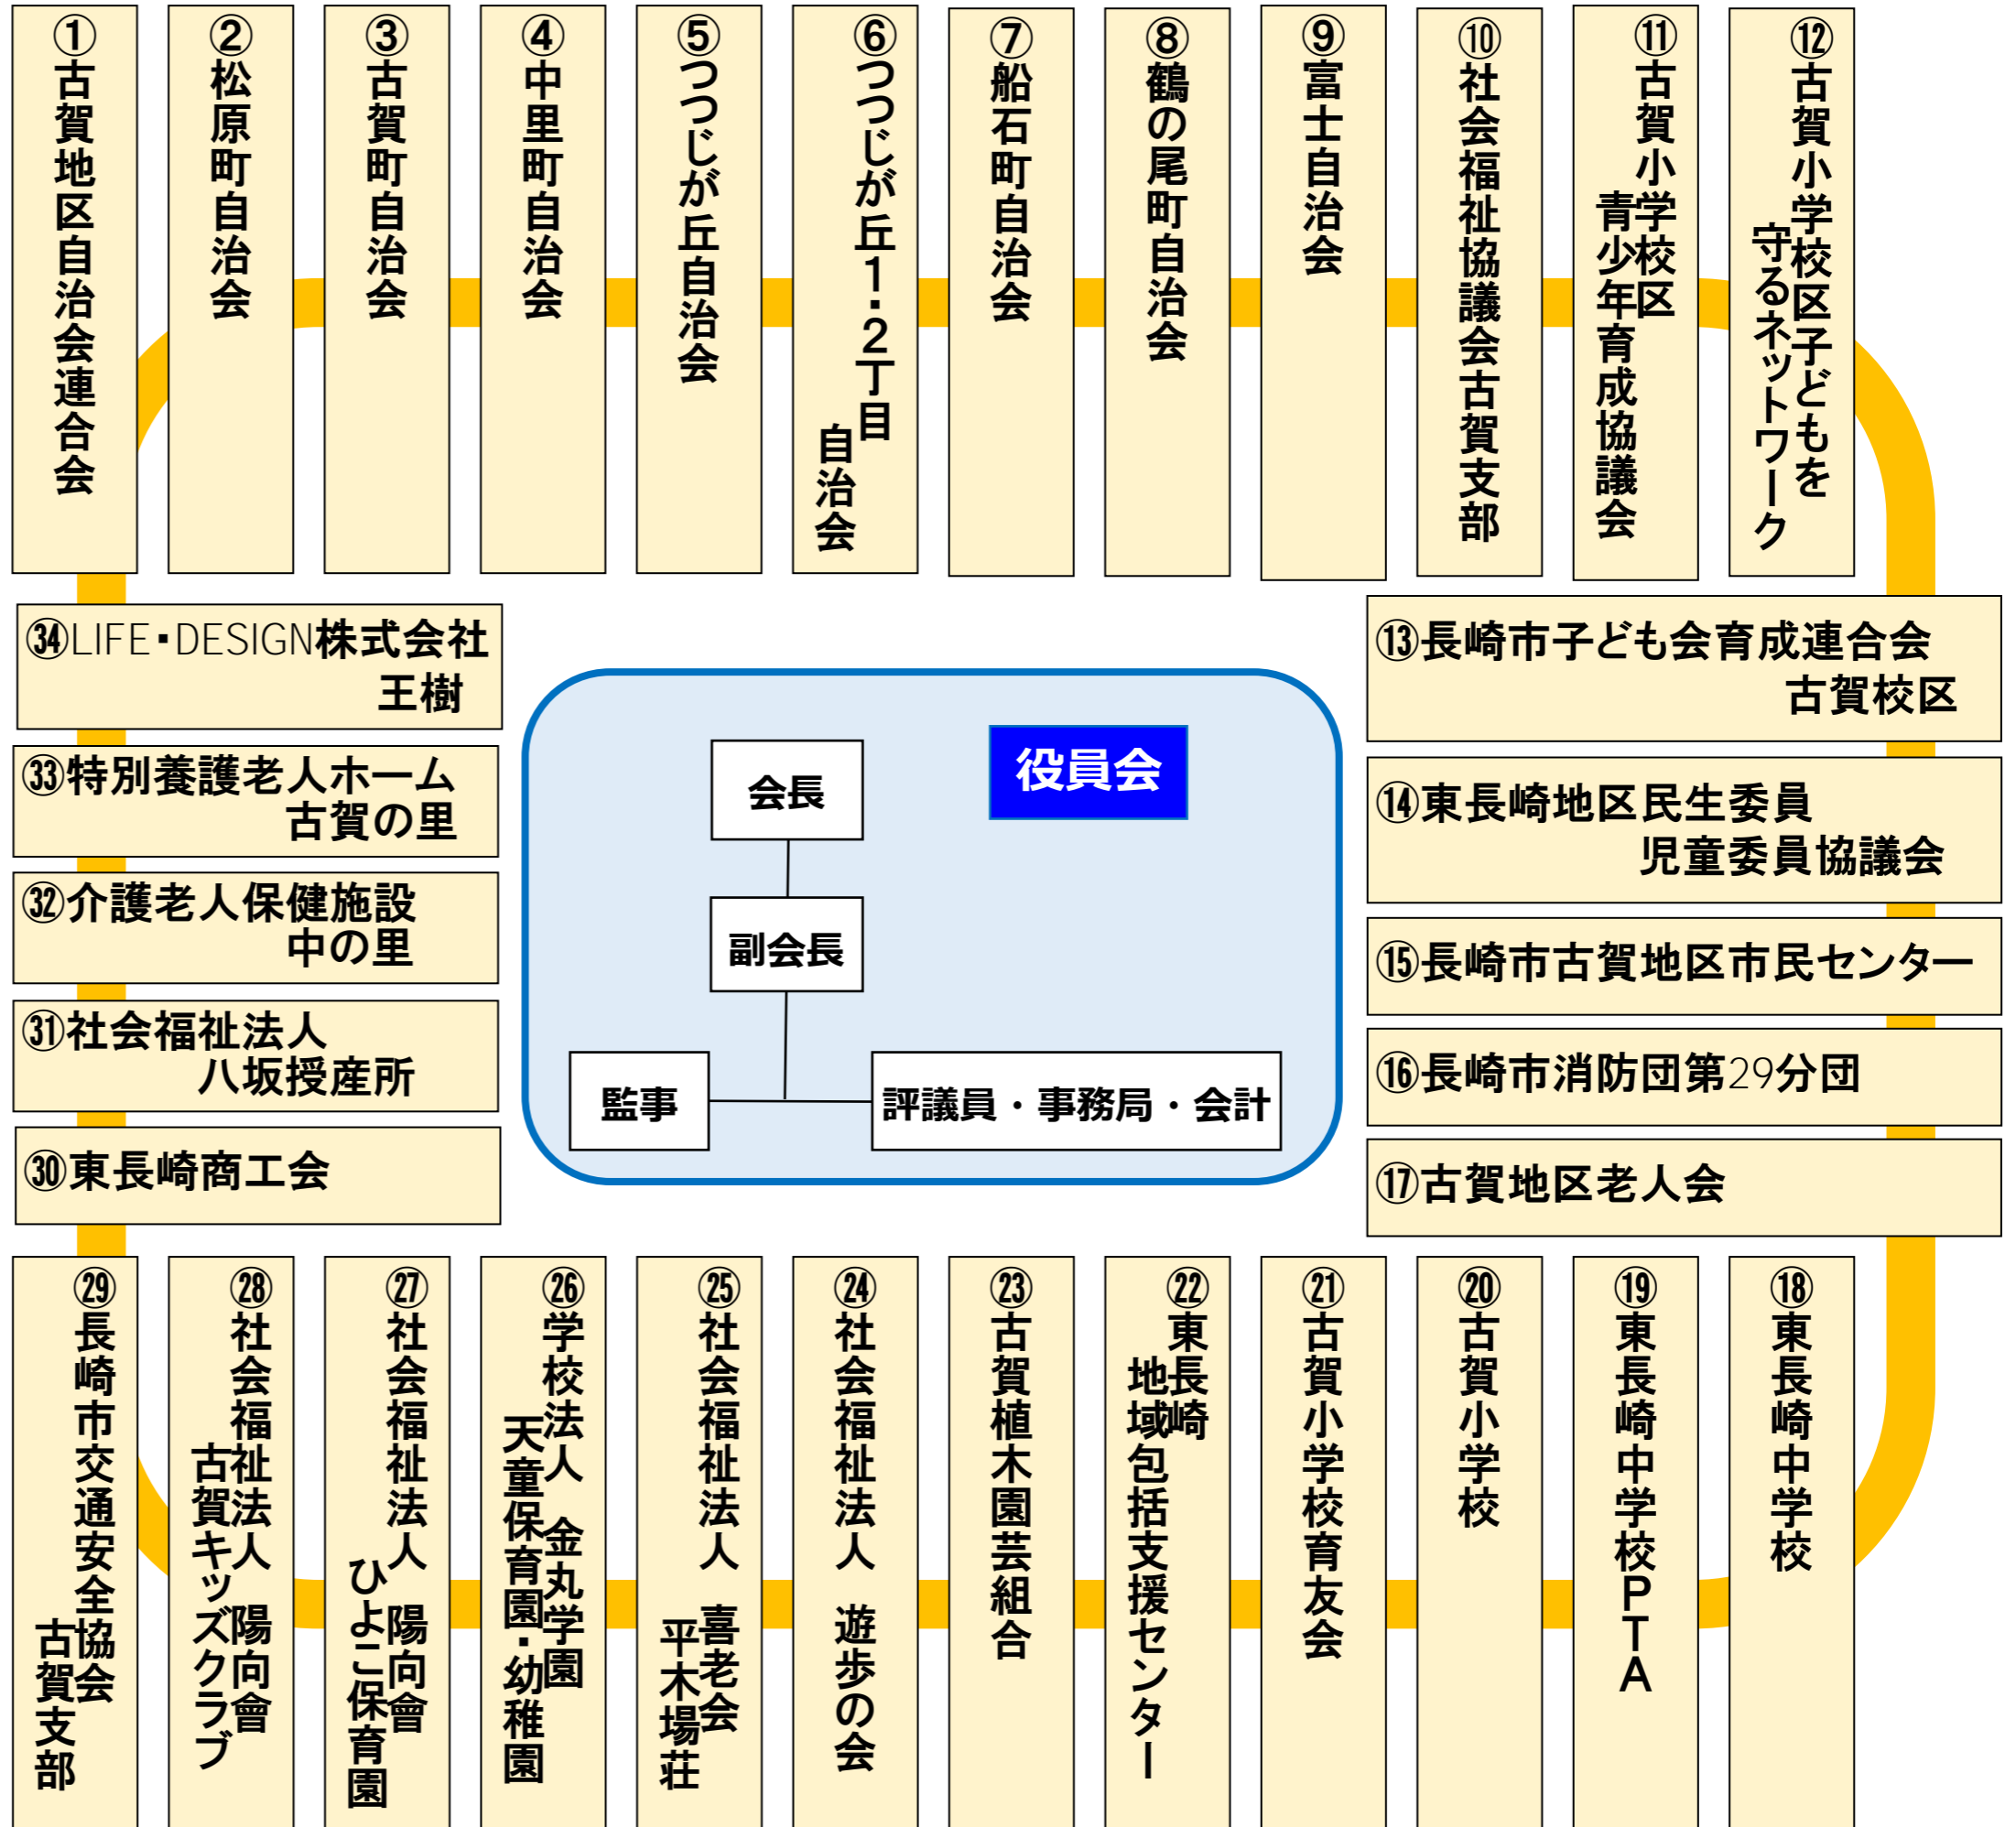 ①古賀地区自治会連合会
②松原町自治会
③古賀町自治会
④中里町自治会
⑤つつじが丘自治会
⑥つつじが丘1・2丁目
自治会
⑦船石町自治会
⑧鶴の尾町自治会
⑨富士自治会
⑩社会福祉協議会古賀支部
⑪古賀小学校区
青少年育成協議会
⑫古賀小学校区子どもを
守るネットワーク
⑬長崎市子ども会育成連合会
古賀校区
⑭東長崎地区民生委員
児童委員協議会
⑮長崎市古賀地区市民センター
⑯長崎市消防団第29分団
⑰古賀地区老人会
⑱東長崎中学校
⑲東長崎中学校PTA
⑳古賀小学校
㉑古賀小学校育友会
㉒東長崎
地域包括支援センター
㉓古賀植木園芸組合
㉔社会福祉法人 遊歩の会
㉕社会福祉法人 喜老会
平木場荘
㉖学校法人 金丸学園
天童保育園・幼稚園
㉗社会福祉法人 陽向會
ひよこ保育園
㉘社会福祉法人 陽向會
古賀キッズクラブ
㉙長崎市交通安全協会
古賀支部
㉚東長崎商工会
㉛社会福祉法人
八坂授産所
㉜介護老人保健施設
中の里
㉝特別養護老人ホーム
古賀の里
㉞LIFE・DESIGN株式会社
王樹
役員会
会長
副会長
監事
評議員・事務局・会計